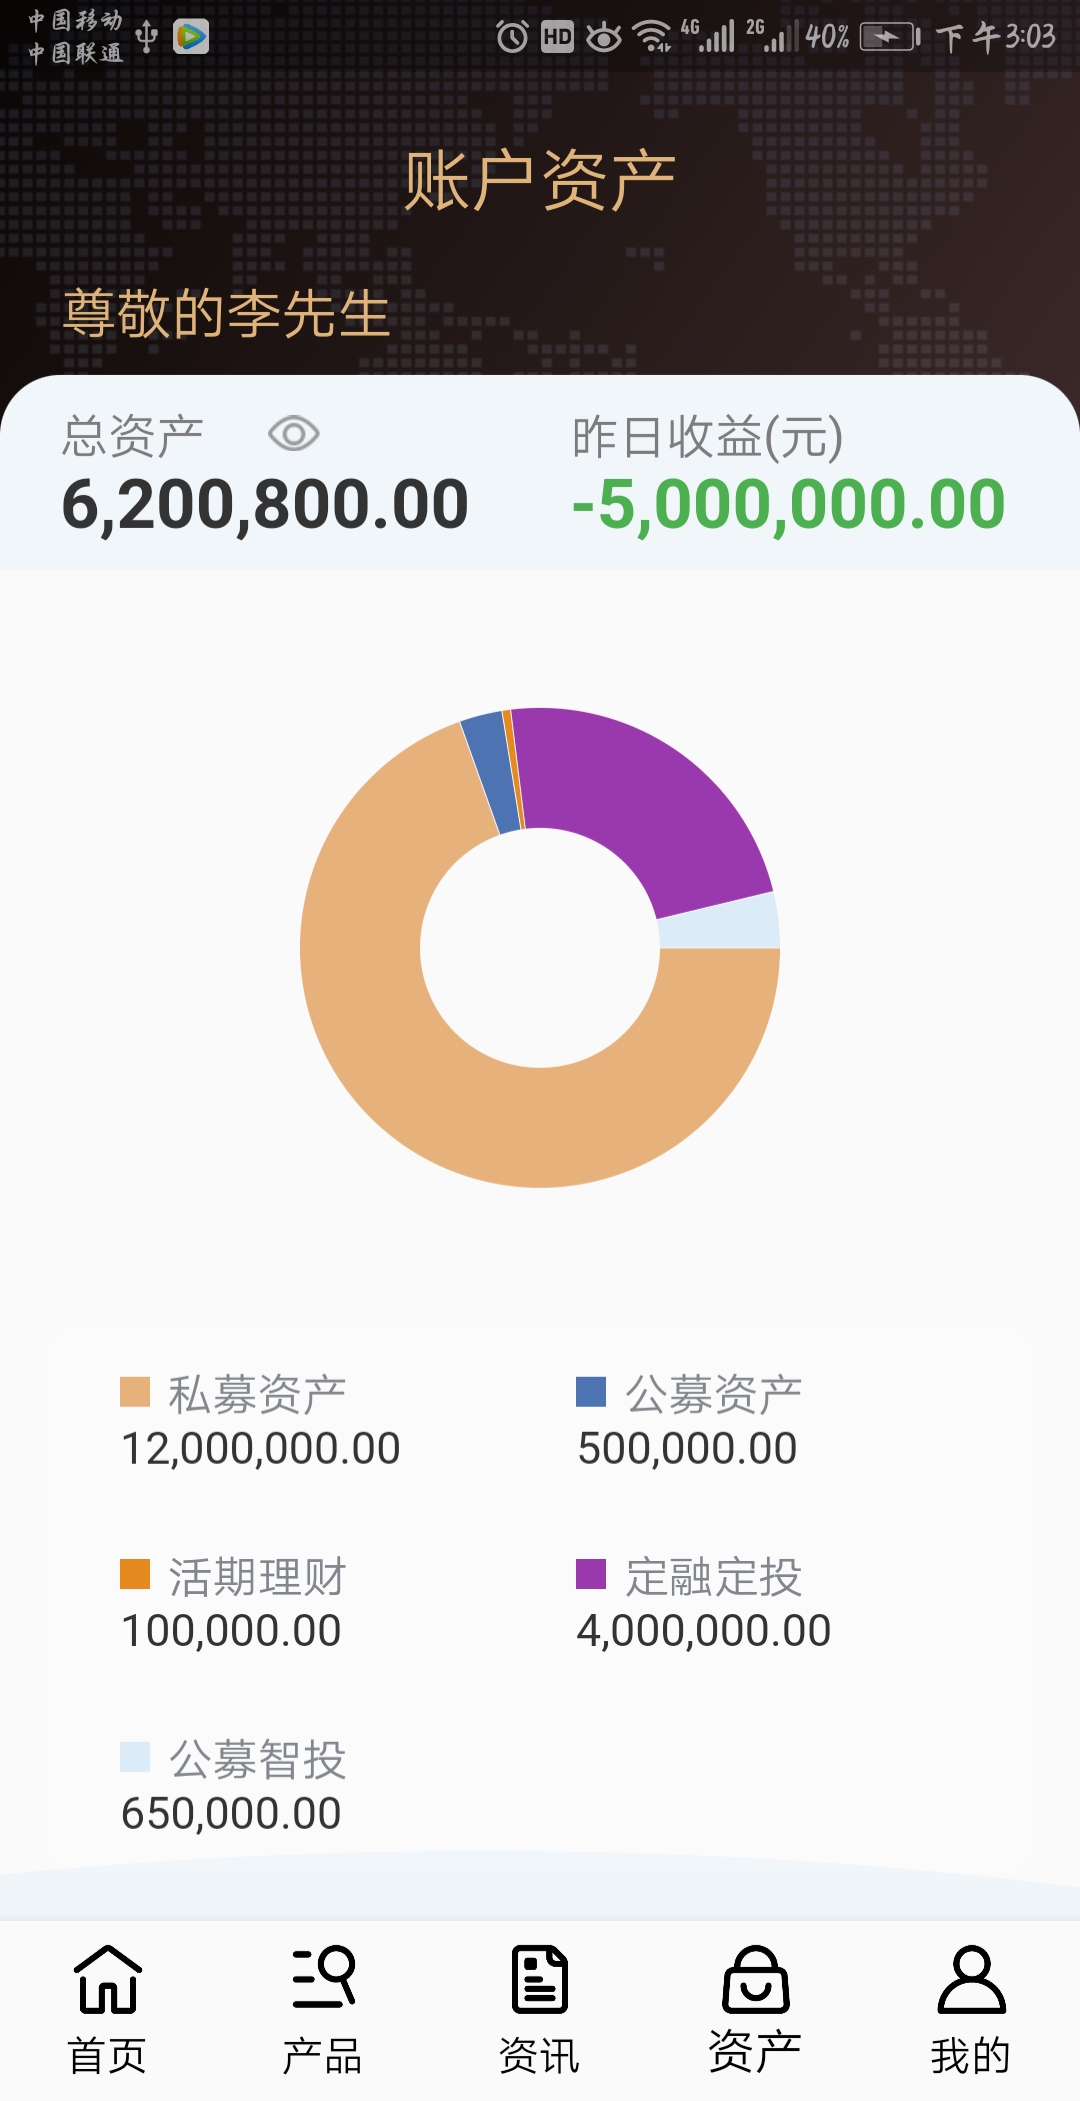 中国移动
中国联通
HD 4G 2G 40% 下午3:03
账户资产
尊敬的李先生
总资产 昨日收益(元)
6,200,800.00 -5,000,000.00
私募资产 公募资产
12,000,000.00 500,000.00
活期理财 定融定投
100,000.00 4,000,000.00
公募智投
650,000.00
首页 产品 资讯 资产 我的